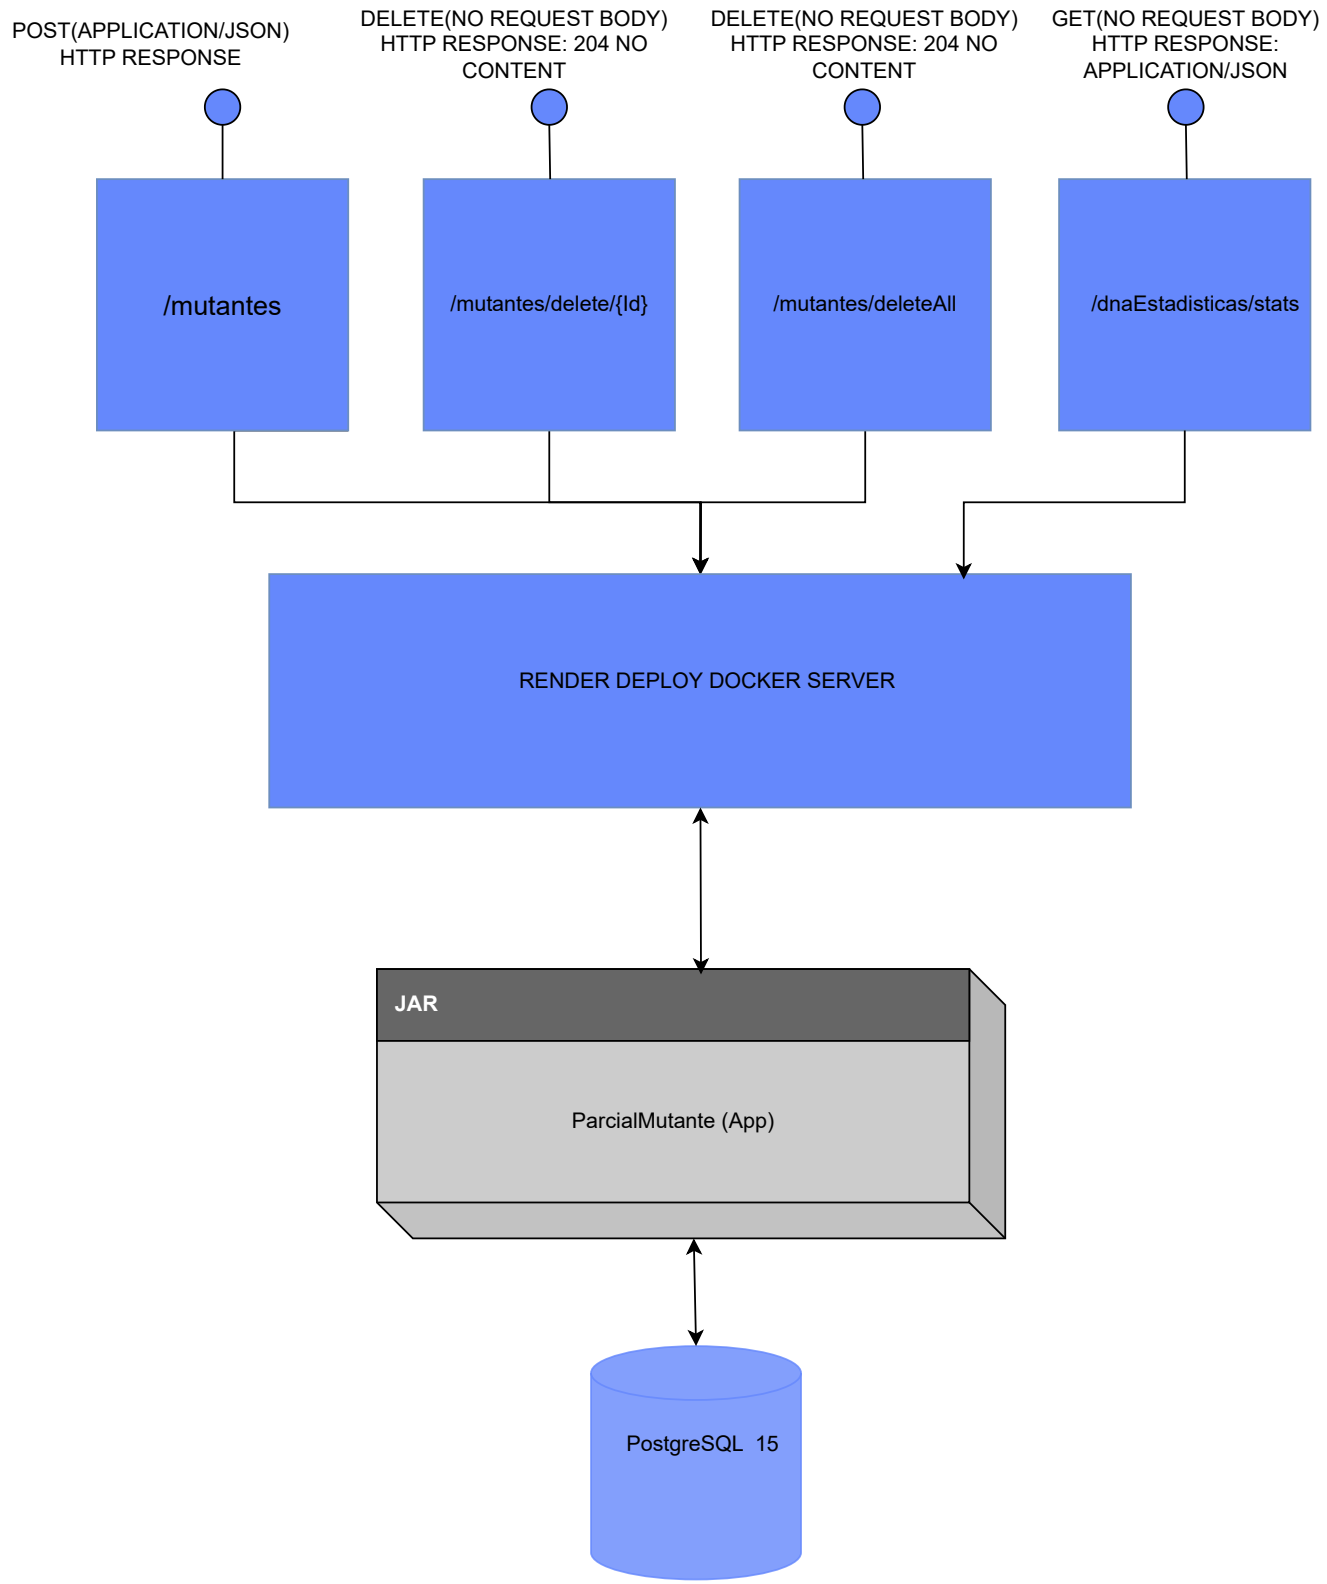 POST(APPLICATION/JSON)
HTTP RESPONSE
DELETE(NO REQUEST BODY)
HTTP RESPONSE: 204 NO
CONTENT
DELETE(NO REQUEST BODY)
HTTP RESPONSE: 204 NO
CONTENT
GET(NO REQUEST BODY)
HTTP RESPONSE:
APPLICATION/JSON
/mutantes
/mutantes/delete/{Id}
/mutantes/deleteAll
/dnaEstadisticas/stats
RENDER DEPLOY DOCKER SERVER
JAR
ParcialMutante (App)
PostgreSQL  15